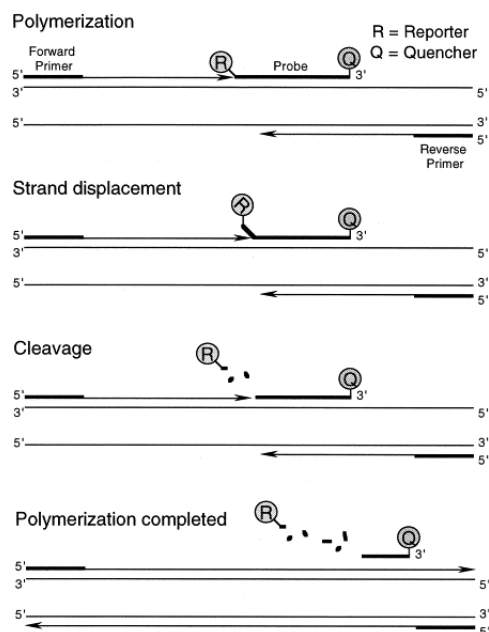 Polymerization
R = Reporter
Q = Quencher
Forward
Primer
R
Probe
Q
5'
3'
3'
5'
5'
3'
5'
Reverse
Primer
Strand displacement
R
Q
5'
3'
3'
5'
5'
3'
5'
Cleavage
R
Q
5'
3'
3'
5'
5'
3'
5'
Polymerization completed
R
Q
3'
5'
3'
5'
5'
3'
5'